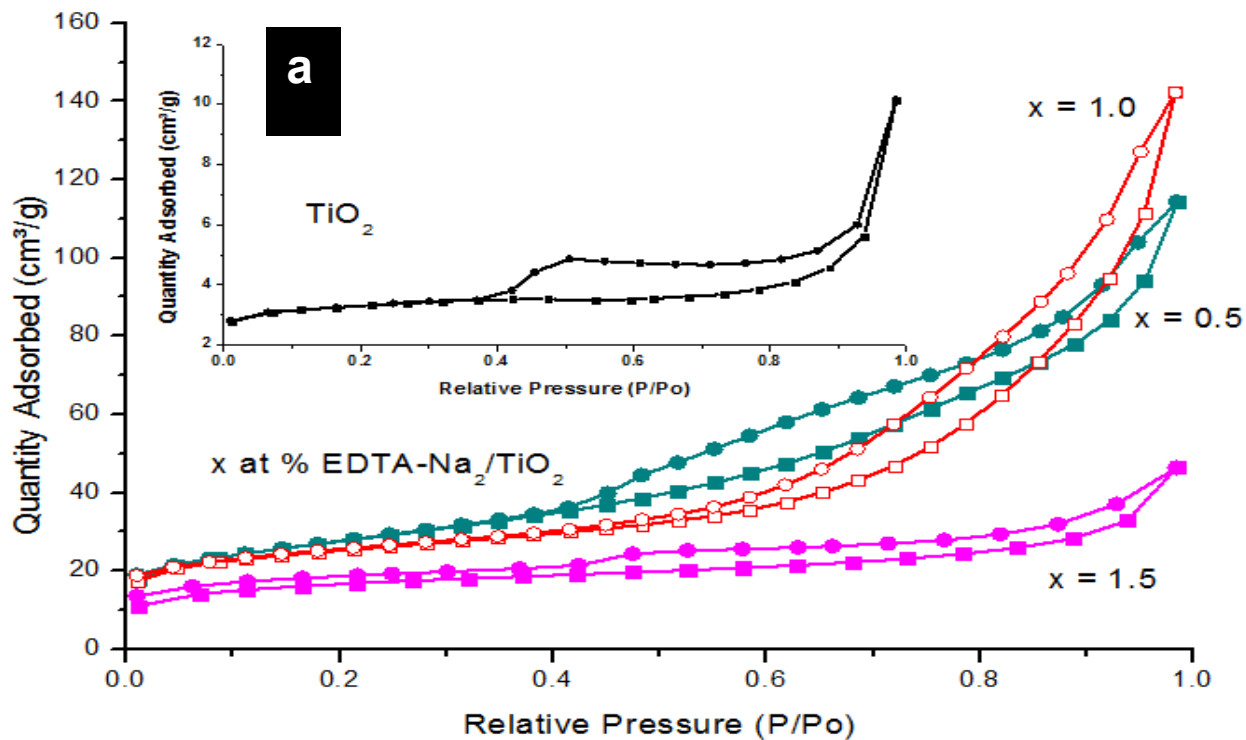 160
140
120
100
80
60
40
20
0
Quantity Adsorbed (cm³/g)
0.0
0.2
0.4
0.6
0.8
1.0
Relative Pressure (P/Po)
a
12
10
8
6
4
2
Quantity Adsorbed (cm³/g)
TiO₂
0.0
0.2
0.4
0.6
0.8
1.0
Relative Pressure (P/Po)
x = 1.0
x = 0.5
x at % EDTA-Na₂/TiO₂
x = 1.5